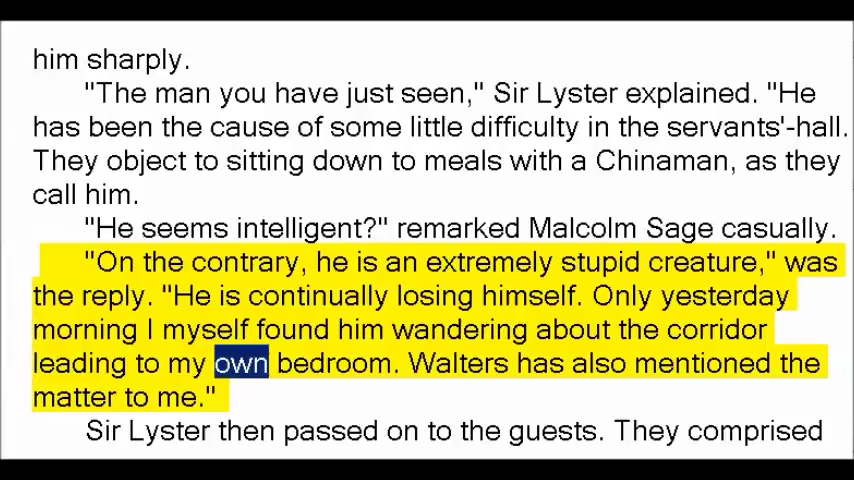 him sharply.
"The man you have just seen," Sir Lyster explained. "He
has been the cause of some little difficulty in the servants'-hall.
They object to sitting down to meals with a Chinaman, as they
call him.
"He seems intelligent?" remarked Malcolm Sage casually.
"On the contrary, he is an extremely stupid creature," was
the reply. "He is continually losing himself. Only yesterday
morning I myself found him wandering about the corridor
leading to my own bedroom. Walters has also mentioned the
matter to me."
Sir Lyster then passed on to the guests. They comprised